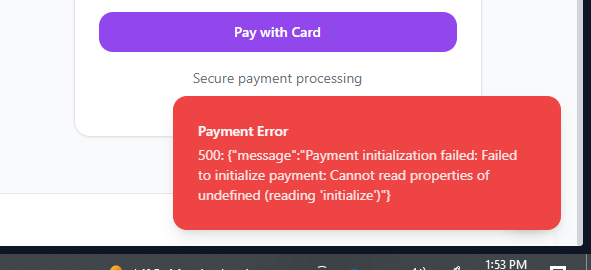 Pay with Card
Secure payment processing
Payment Error
500: {"message":"Payment initialization failed: Failed
to initialize payment: Cannot read properties of
undefined (reading 'initialize')"}
1:53 PM